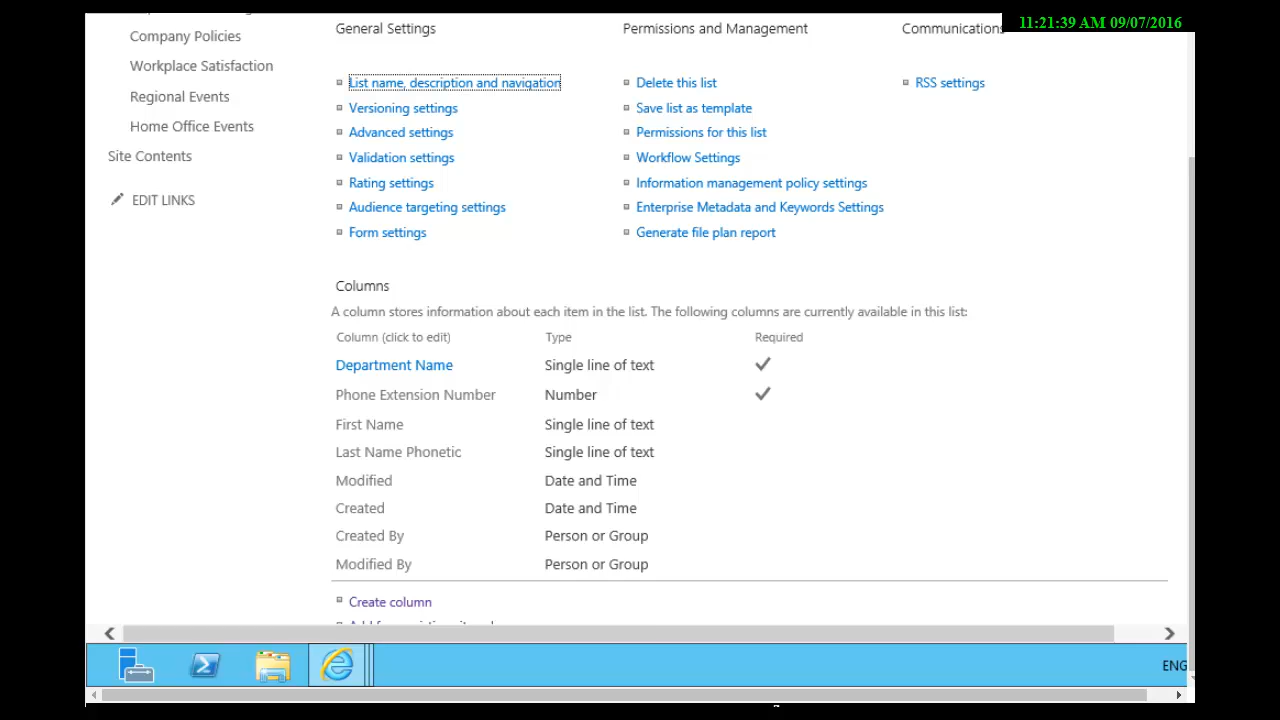 11:21:39 AM 09/07/2016
Company Policies
Workplace Satisfaction
Regional Events
Home Office Events
Site Contents
EDIT LINKS
General Settings
Permissions and Management
Communications
List name, description and navigation
Versioning settings
Advanced settings
Validation settings
Rating settings
Audience targeting settings
Form settings
Delete this list
Save list as template
Permissions for this list
Workflow Settings
Information management policy settings
Enterprise Metadata and Keywords Settings
Generate file plan report
RSS settings
Columns
A column stores information about each item in the list. The following columns are currently available in this list:
Column (click to edit) Type Required
Department Name Single line of text
Phone Extension Number Number
First Name Single line of text
Last Name Phonetic Single line of text
Modified Date and Time
Created Date and Time
Created By Person or Group
Modified By Person or Group
Create column
ENG